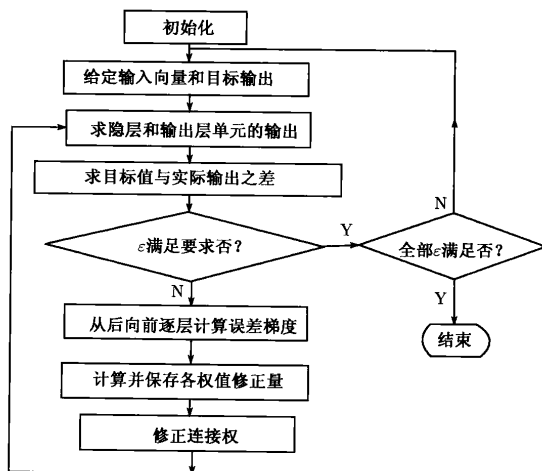 初始化
给定输入向量和目标输出
求隐层和输出层单元的输出
求目标值与实际输出之差
N
ε满足要求否?
Y
全部ε满足否?
N
Y
从后向前逐层计算误差梯度
结束
计算并保存各权值修正量
修正连接权